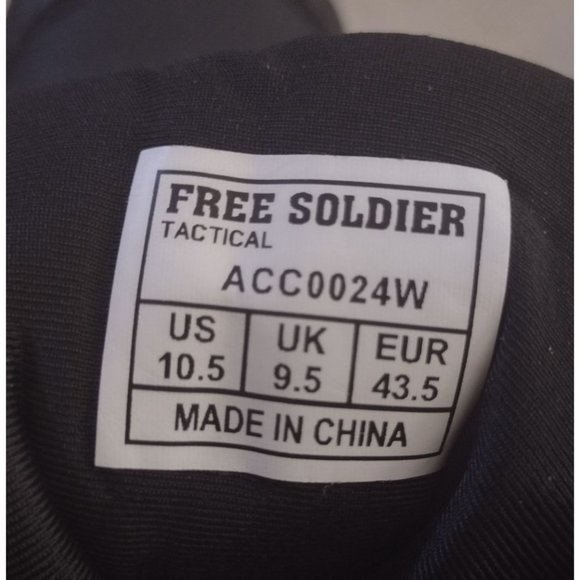 FREE SOLDIER
TACTICAL
ACC0024W
US UK EUR
10.5 9.5 43.5
MADE IN CHINA